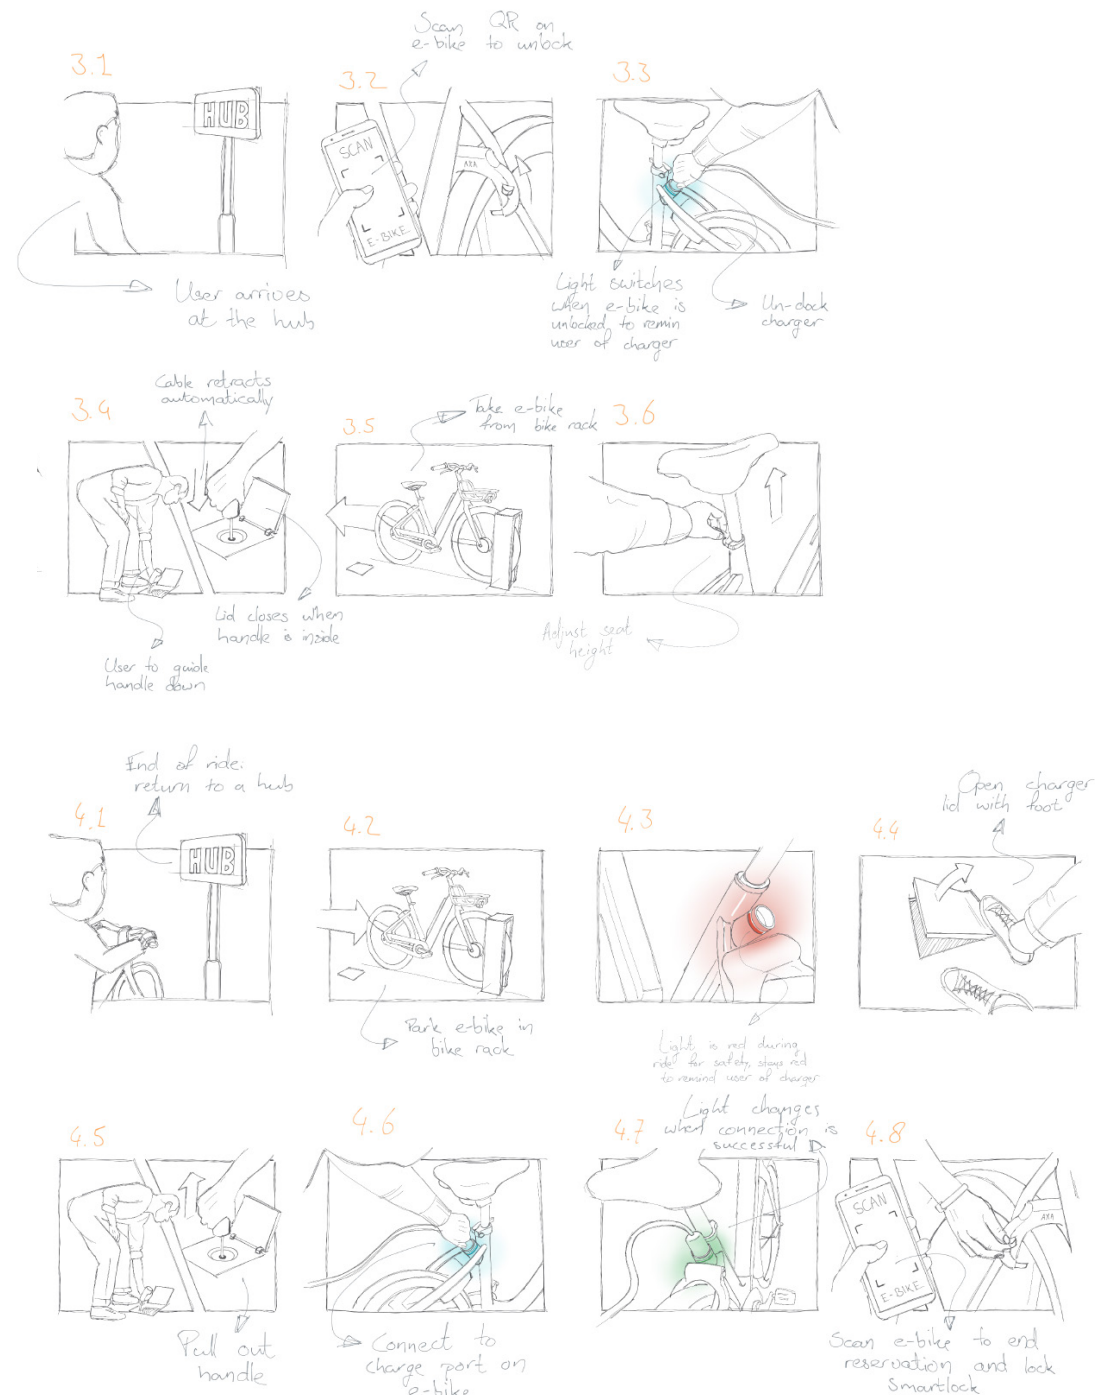 3.1
HUB
User arrives
at the hub
3.2
Scan QR on
e-bike to unlock
SCAN
E-BIKE
AXA
3.3
Light switches
when e-bike is
unlocked to remin
user of charger
Un-dock
charger
3.4
Cable retracts
automatically
Lid closes when
handle is inside
User to guide
handle down
3.5
Take e-bike
from bike rack
3.6
Adjust seat
height
4.1
End of ride:
return to a hub
HUB
4.2
Park e-bike in
bike rack
4.3
Light is red during
ride for safety, stays red
to remind user of charger
4.4
Open charger
lid with foot
4.5
Pull out
handle
4.6
Connect to
charge port on
e-bike
4.7
Light changes
when connection is
successful
4.8
SCAN
E-BIKE
AXA
Scan e-bike to end
reservation and lock
Smartlock